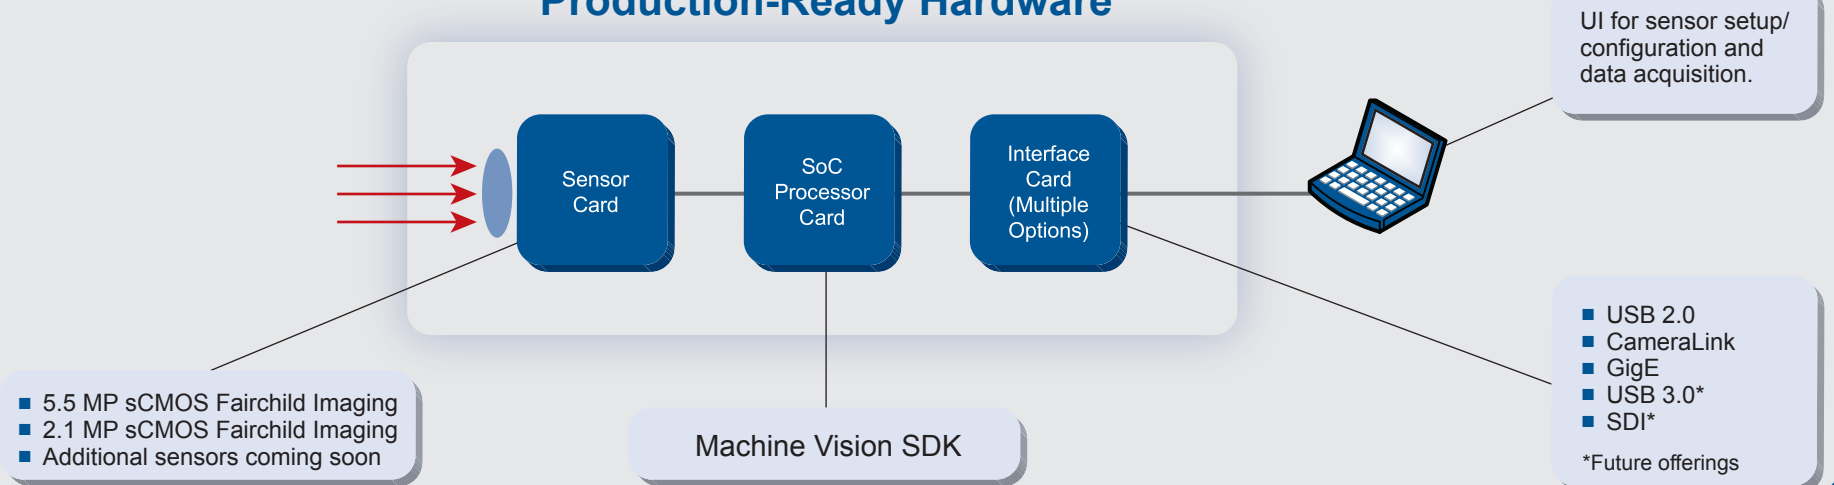 Production-Ready Hardware
UI for sensor setup/
configuration and
data acquisition.
Sensor
Card
SoC
Processor
Card
Interface
Card
(Multiple
Options)
■ 5.5 MP sCMOS Fairchild Imaging
■ 2.1 MP sCMOS Fairchild Imaging
■ Additional sensors coming soon
Machine Vision SDK
■ USB 2.0
■ CameraLink
■ GigE
■ USB 3.0*
■ SDI*
*Future offerings